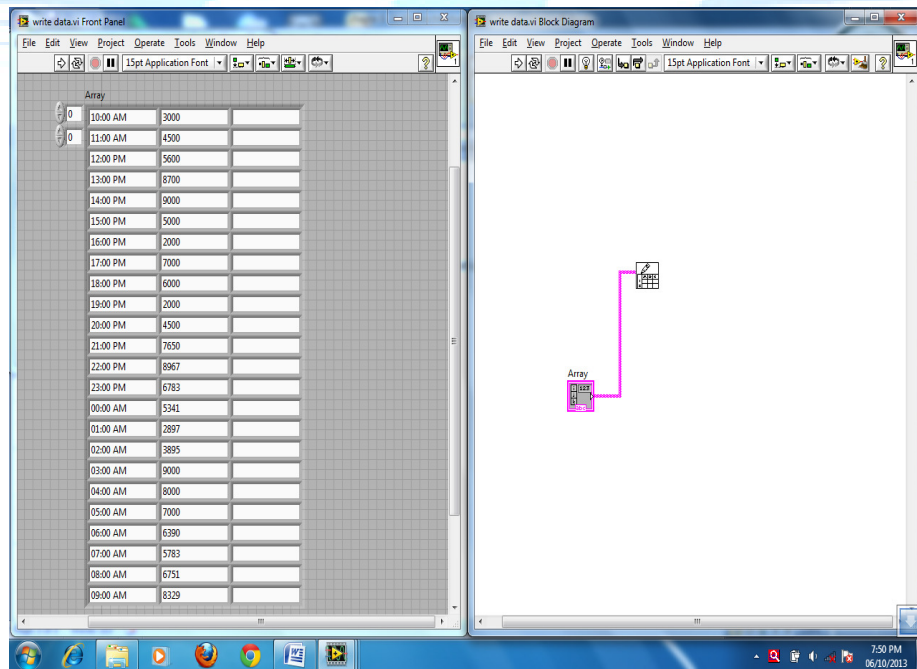 write data.vi Front Panel
File Edit View Project Operate Tools Window Help
15pt Application Font
Array
0 10:00 AM 3000
0 11:00 AM 4500
12:00 PM 5600
13:00 PM 8700
14:00 PM 9000
15:00 PM 5000
16:00 PM 2000
17:00 PM 7000
18:00 PM 6000
19:00 PM 2000
20:00 PM 4500
21:00 PM 7650
22:00 PM 8967
23:00 PM 6783
00:00 AM 5341
01:00 AM 2897
02:00 AM 3895
03:00 AM 9000
04:00 AM 8000
05:00 AM 7000
06:00 AM 6390
07:00 AM 5783
08:00 AM 6751
09:00 AM 8329
write data.vi Block Diagram
File Edit View Project Operate Tools Window Help
15pt Application Font
Array
abc
7:50 PM
06/10/2013